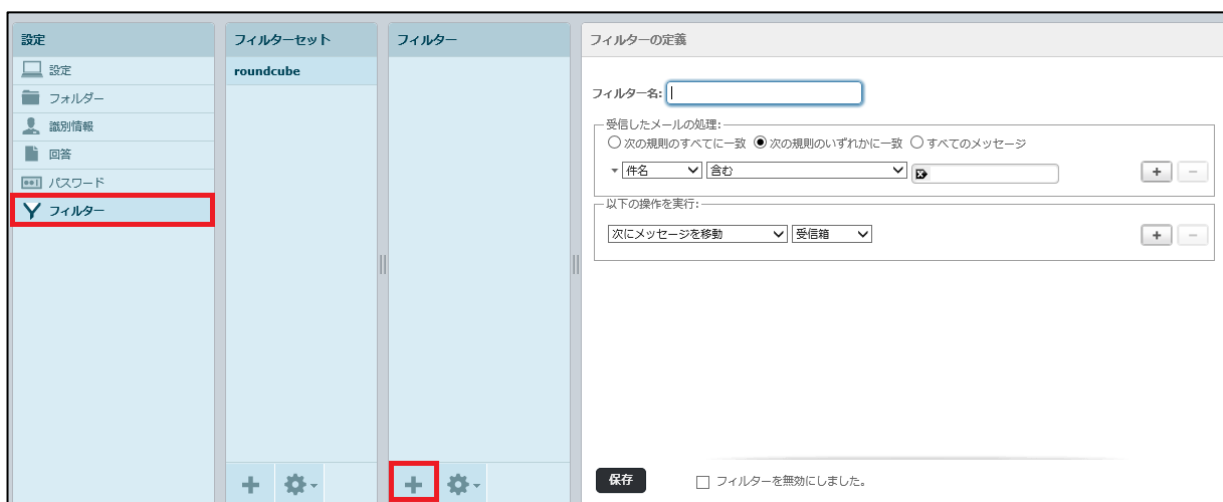 設定
設定
フォルダー
識別情報
回答
パスワード
フィルター
フィルターセット
roundcube
フィルター
フィルターの定義
フィルター名:
受信したメールの処理:
次の規則のすべてに一致 次の規則のいずれかに一致 すべてのメッセージ
件名 含む
以下の操作を実行:
次にメッセージを移動 受信箱
保存 フィルターを無効にしました。